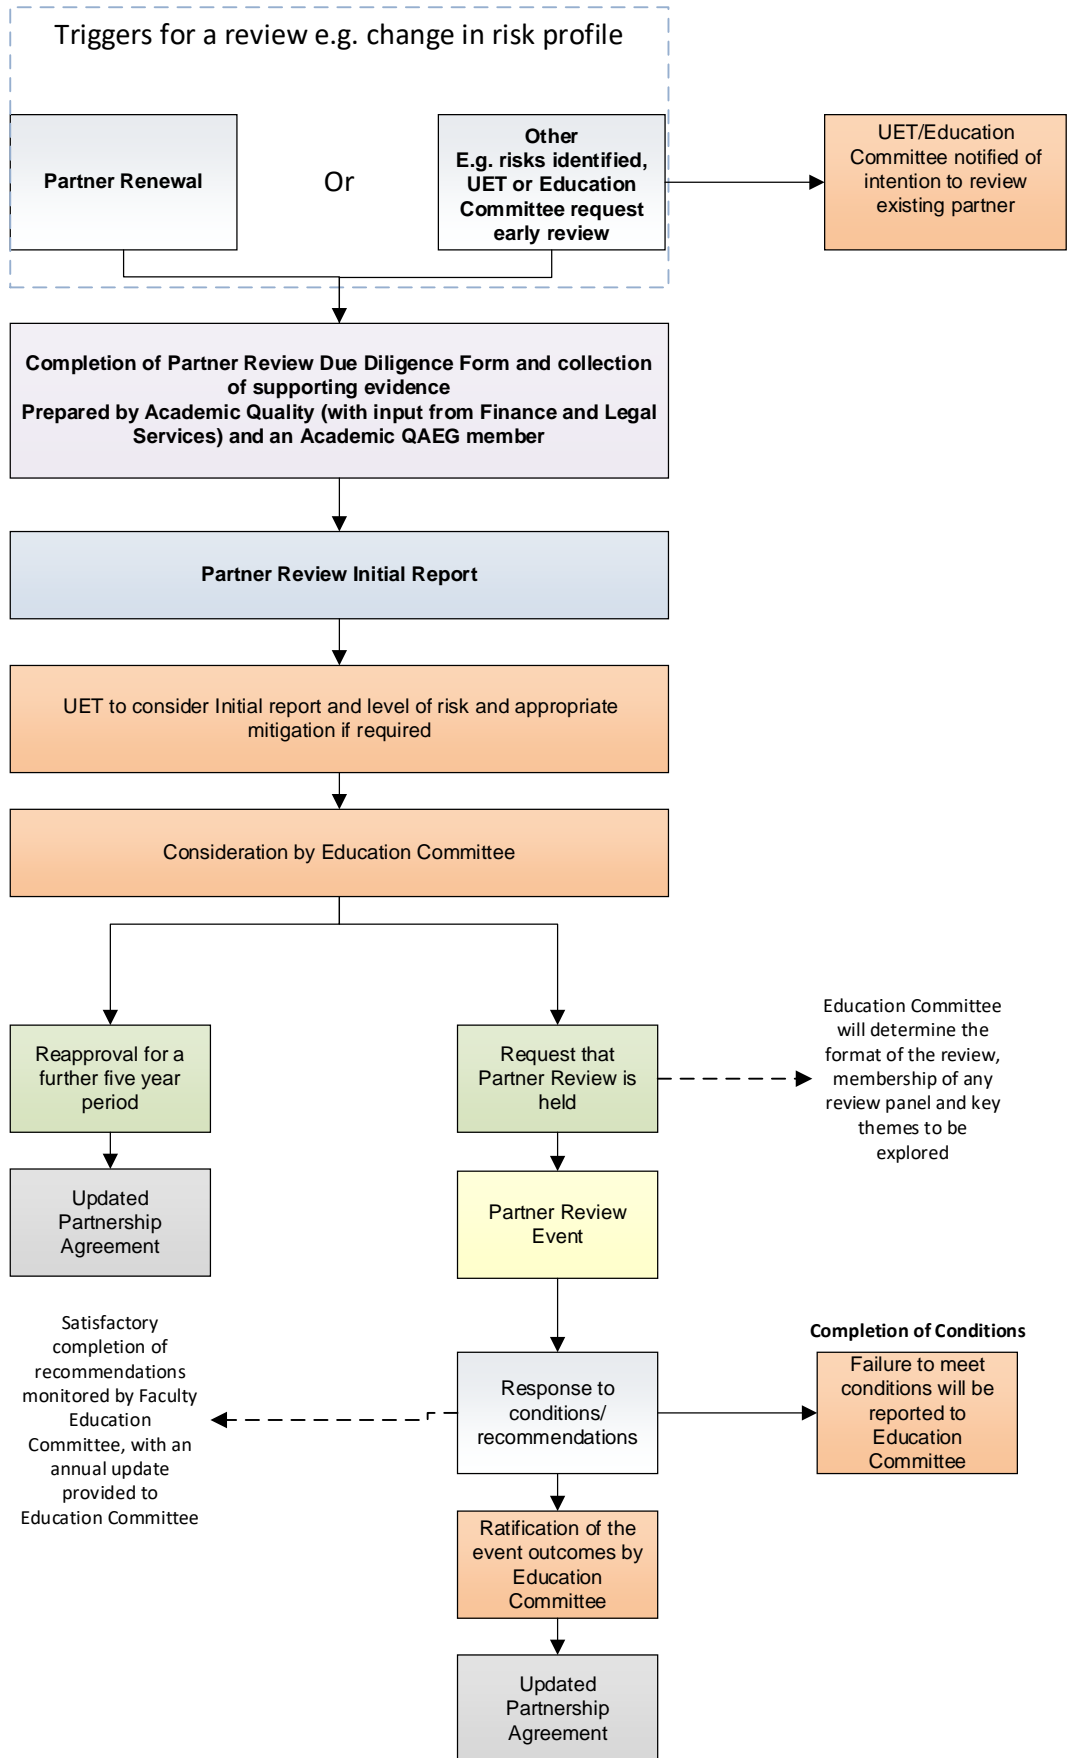 Triggers for a review e.g. change in risk profile
Partner Renewal
Or
Other
E.g. risks identified,
UET or Education
Committee request
early review
UET/Education
Committee notified of
intention to review
existing partner
Completion of Partner Review Due Diligence Form and collection
of supporting evidence
Prepared by Academic Quality (with input from Finance and Legal
Services) and an Academic QAEG member
Partner Review Initial Report
UET to consider Initial report and level of risk and appropriate
mitigation if required
Consideration by Education Committee
Reapproval for a
further five year
period
Request that
Partner Review is
held
Education Committee
will determine the
format of the review,
membership of any
review panel and key
themes to be
explored
Updated
Partnership
Agreement
Partner Review
Event
Satisfactory
completion of
recommendations
monitored by Faculty
Education
Committee, with an
annual update
provided to
Education Committee
Response to
conditions/
recommendations
Completion of Conditions
Failure to meet
conditions will be
reported to
Education
Committee
Ratification of the
event outcomes by
Education
Committee
Updated
Partnership
Agreement